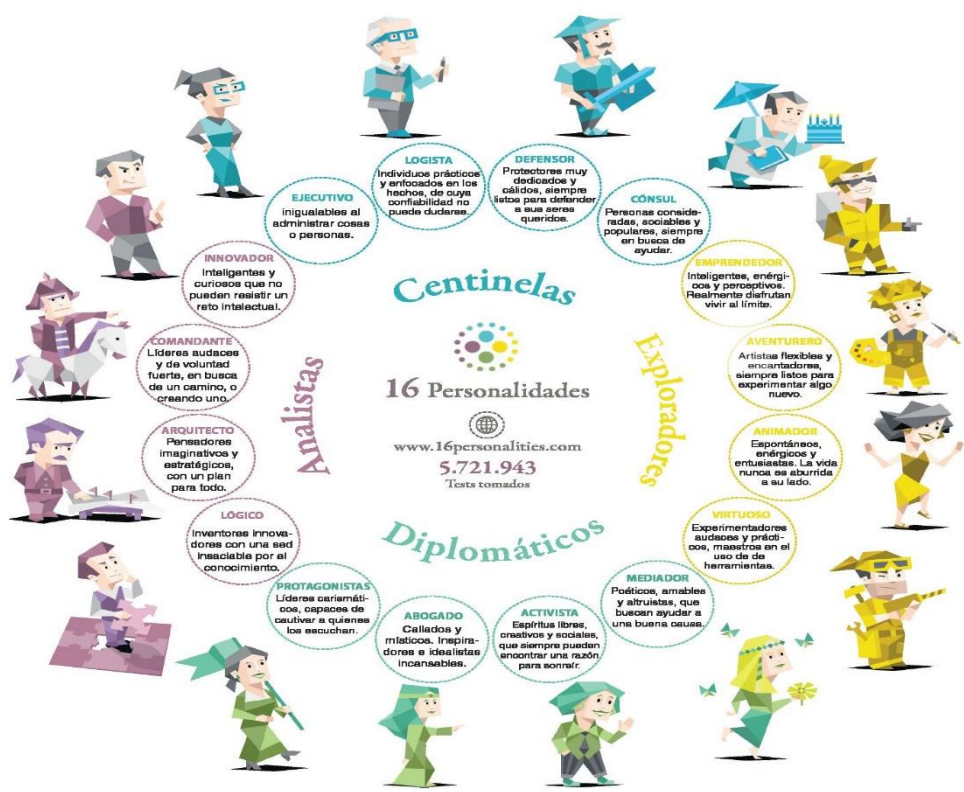 LOGISTA
Individuos prácticos
y enfocados en los
hechos, de cuya
confiabilidad no
puede dudarse.
DEFENSOR
Protectores muy
dedicados y
cálidos, siempre
listos para defender
a sus seres
queridos.
EJECUTIVO
inigualables al
administrar cosas
o personas.
CÓNSUL
Personas conside-
radas, sociables y
populares, siempre
en busca de
ayudar.
INNOVADOR
Inteligentes y
curiosos que no
pueden resistir un
reto intelectual.
EMPRENDEDOR
Inteligentes, enérgi-
cos y perceptivos.
Realmente disfrutan
vivir al límite.
COMANDANTE
Líderes audaces
y de voluntad
fuerte, en busca
de un camino, o
creando uno.
AVENTURERO
Artistas flexibles y
encantadores,
siempre listos para
experimentar algo
nuevo.
ARQUITECTO
Pensadores
imaginativos y
estratégicos,
con un plan
para todo.
ANIMADOR
Espontáneos,
enérgicos y
entusiastas. La vida
nunca es aburrida
a su lado.
LÓGICO
Inventores innova-
dores con una sed
insaciable por el
conocimiento.
VIRTUOSO
Experimentadores
audaces y prácti-
cos, maestros en el
uso de de
herramientas.
PROTAGONISTAS
Líderes carismáti-
cos, capaces de
cautivar a quienes
los escuchan.
ABOGADO
Callados y
místicos. Inspira-
dores e idealistas
incansables.
ACTIVISTA
Espíritus libres,
creativos y sociales,
que siempre pueden
encontrar una razón
para sonreír.
MEDIADOR
Poéticos, amables
y altruistas, que
buscan ayudar a
una buena causa.
Centinelas
Analistas
Exploradores
Diplomáticos
16 Personalidades
www.16personalities.com
5.721.943
Tests tomados